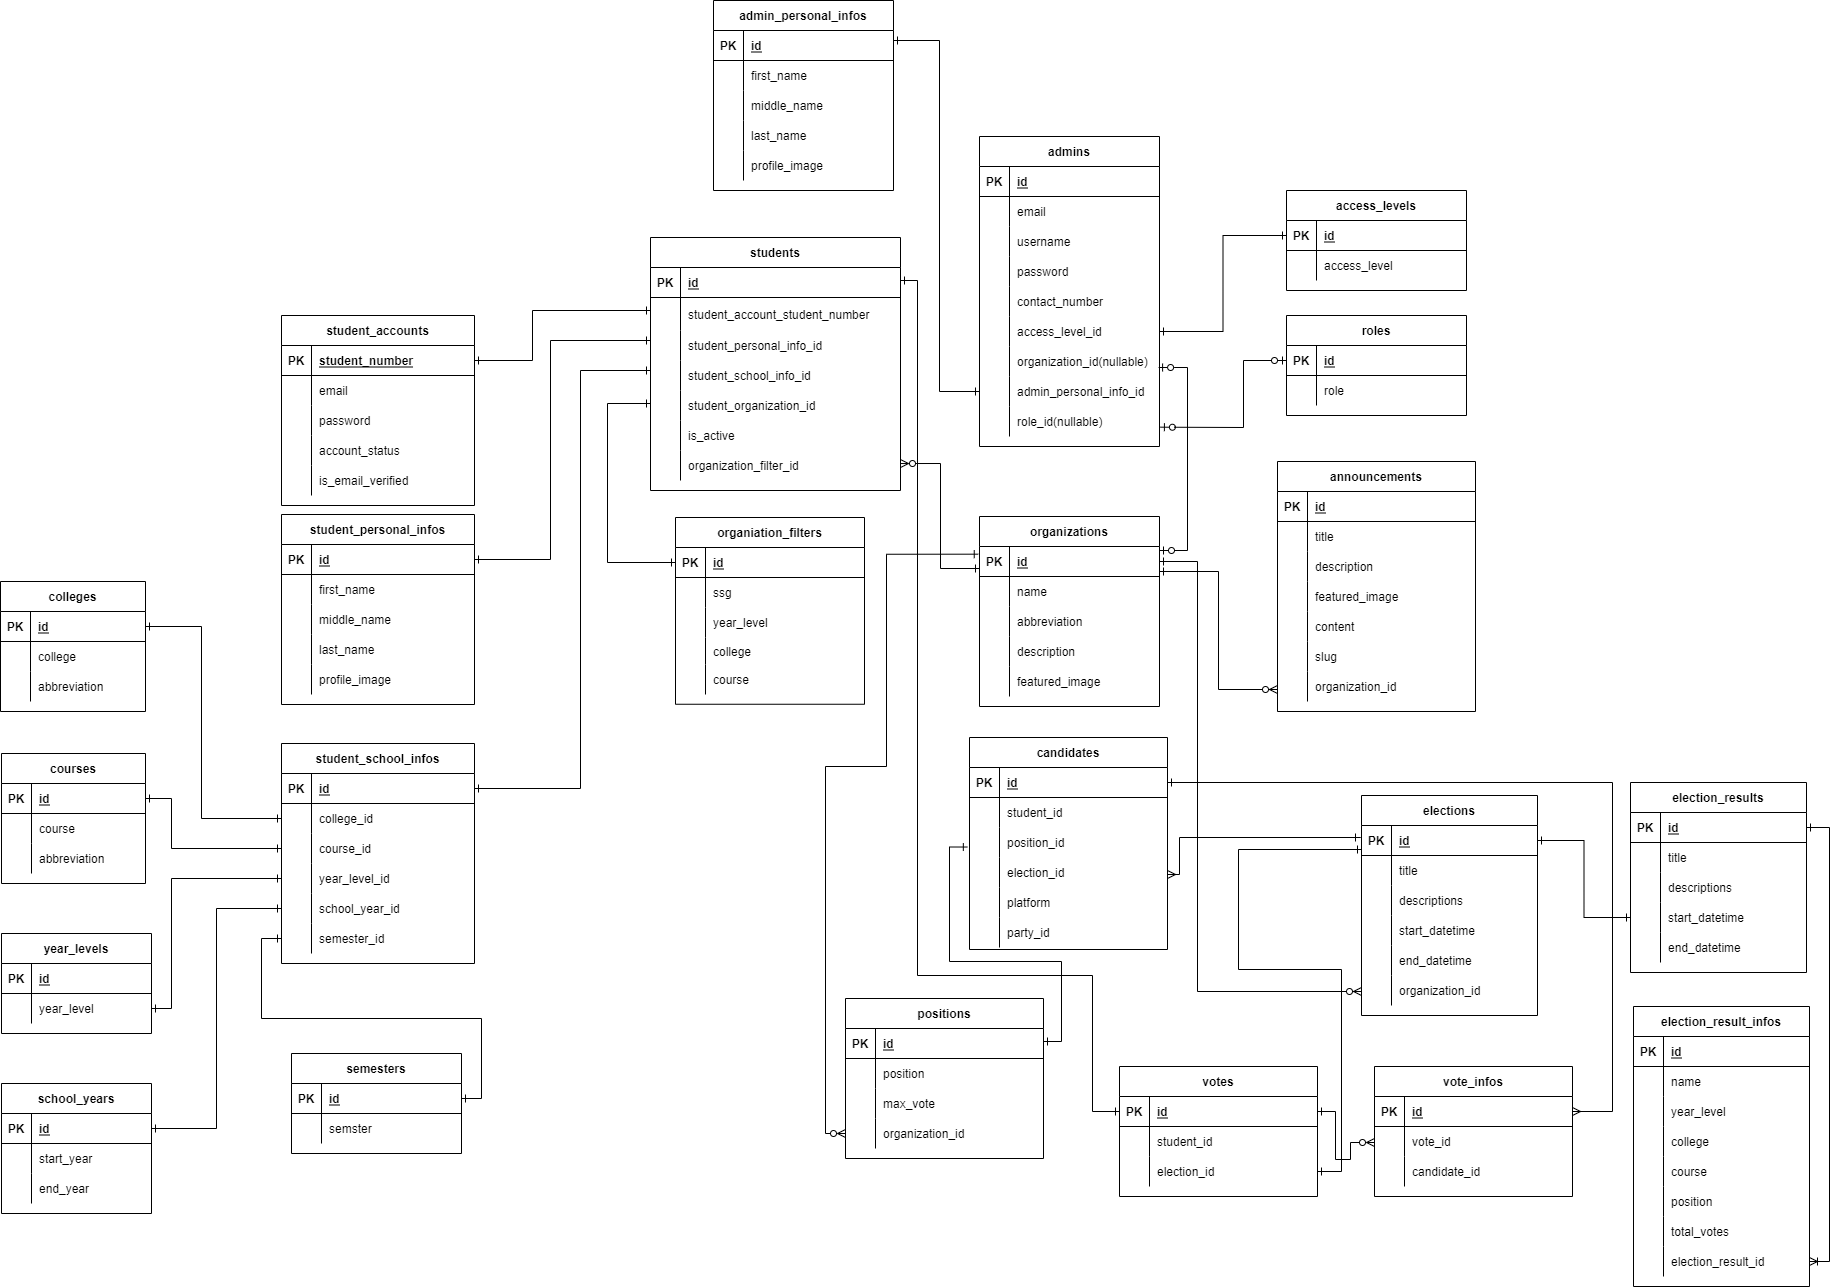 admin_personal_infos
PK id
first_name
middle_name
last_name
profile_image
admins
PK id
email
username
password
contact_number
access_level_id
organization_id(nullable)
admin_personal_info_id
role_id(nullable)
access_levels
PK id
access_level
roles
PK id
role
students
PK id
student_account_student_number
student_personal_info_id
student_school_info_id
student_organization_id
is_active
organization_filter_id
student_accounts
PK student_number
email
password
account_status
is_email_verified
student_personal_infos
PK id
first_name
middle_name
last_name
profile_image
organiation_filters
PK id
ssg
year_level
college
course
organizations
PK id
name
abbreviation
description
featured_image
announcements
PK id
title
description
featured_image
content
slug
organization_id
colleges
PK id
college
abbreviation
courses
PK id
course
abbreviation
student_school_infos
PK id
college_id
course_id
year_level_id
school_year_id
semester_id
year_levels
PK id
year_level
school_years
PK id
start_year
end_year
semesters
PK id
semster
candidates
PK id
student_id
position_id
election_id
platform
party_id
elections
PK id
title
descriptions
start_datetime
end_datetime
organization_id
election_results
PK id
title
descriptions
start_datetime
end_datetime
positions
PK id
position
max_vote
organization_id
votes
PK id
student_id
election_id
vote_infos
PK id
vote_id
candidate_id
election_result_infos
PK id
name
year_level
college
course
position
total_votes
election_result_id